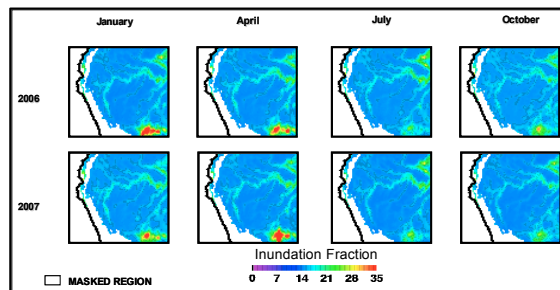 January April July October
2006
2007
Inundation Fraction
0 7 14 21 28 35
MASKED REGION